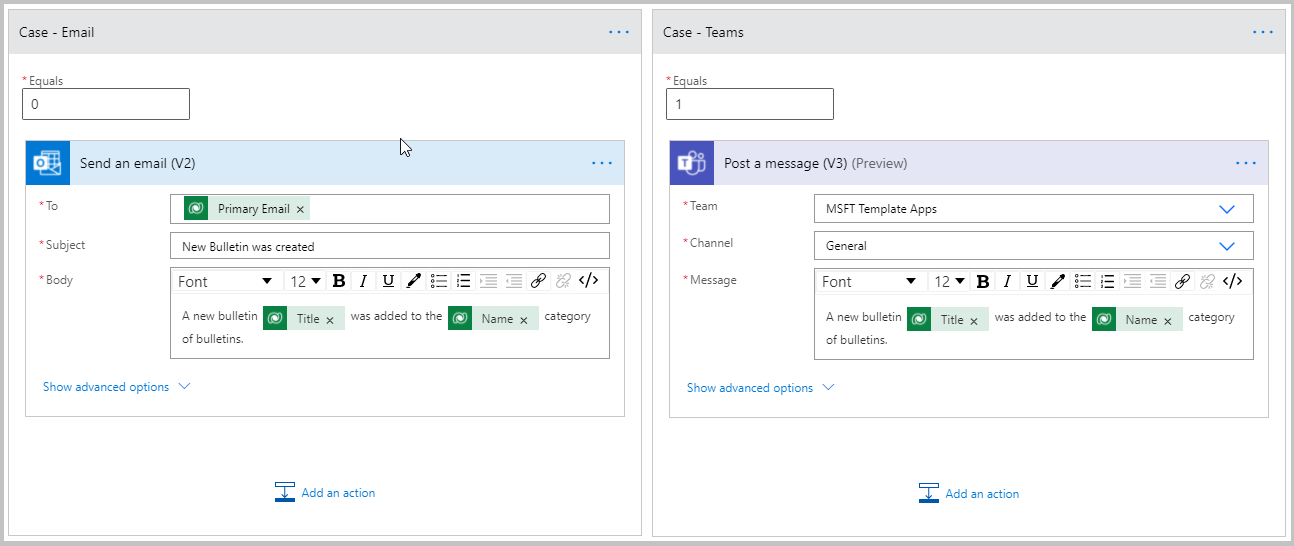 Case - Email
* Equals
0
Send an email (V2)
* To
Primary Email ×
* Subject
New Bulletin was created
* Body
Font 12 B I U </>
A new bulletin Title × was added to the Name × category
of bulletins.
Show advanced options
Add an action
Case - Teams
* Equals
1
Post a message (V3) (Preview)
* Team
MSFT Template Apps
* Channel
General
* Message
Font 12 B I U </>
A new bulletin Title × was added to the Name × category
of bulletins.
Show advanced options
Add an action